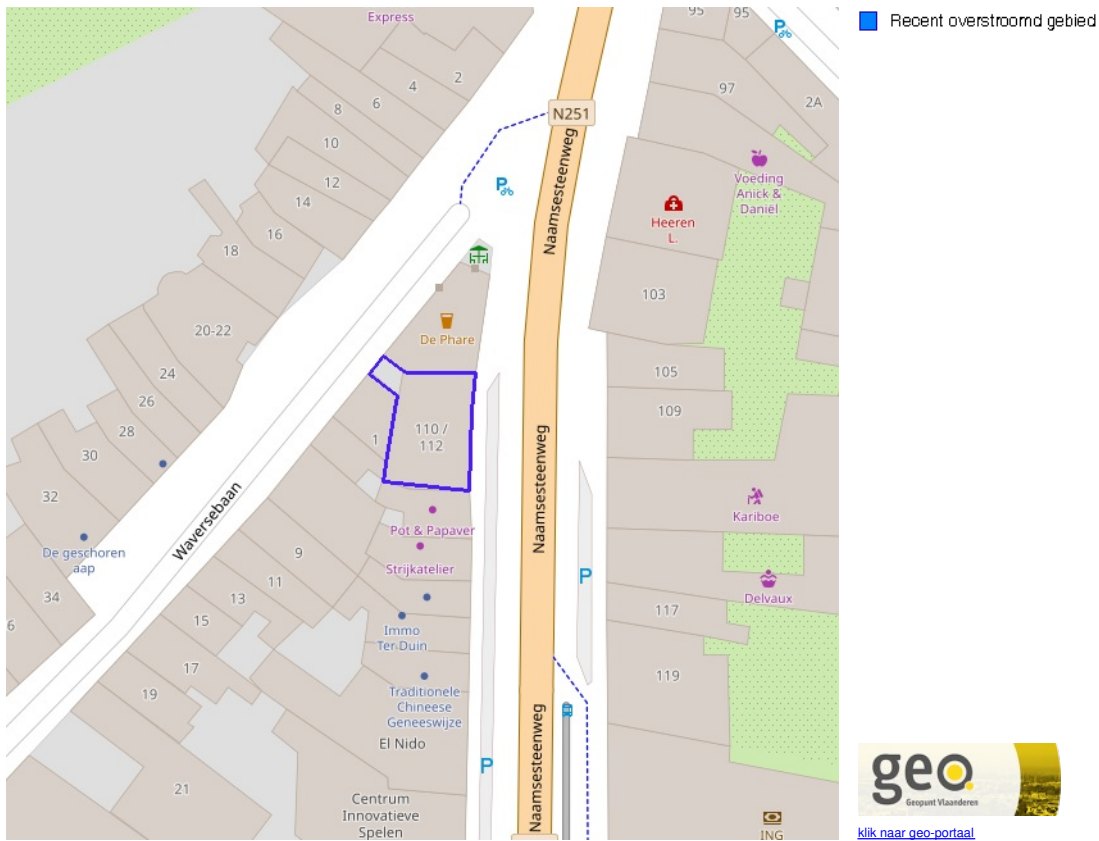 Express
95
95
Recent overstroomd gebied
2
4
97
6
2A
8
N251
10
Naamsesteenweg
Voeding
Anick &
Daniël
12
14
Heeren
L.
16
18
103
20-22
De Phare
24
105
26
109
28
110 /
112
1
30
Naamsesteenweg
32
Waversebaan
Kariboe
Pot & Papaver
De geschoren
aap
9
Strijkatelier
P
11
34
13
Delvaux
117
15
6
Immo
Ter Duin
17
119
19
Traditionele
Chineese
Geneeswijze
El Nido
Naamsesteenweg
P
21
Centrum
Innovatieve
Spelen
ING
geo.
Geopunt Vlaanderen
klik naar geo-portaal